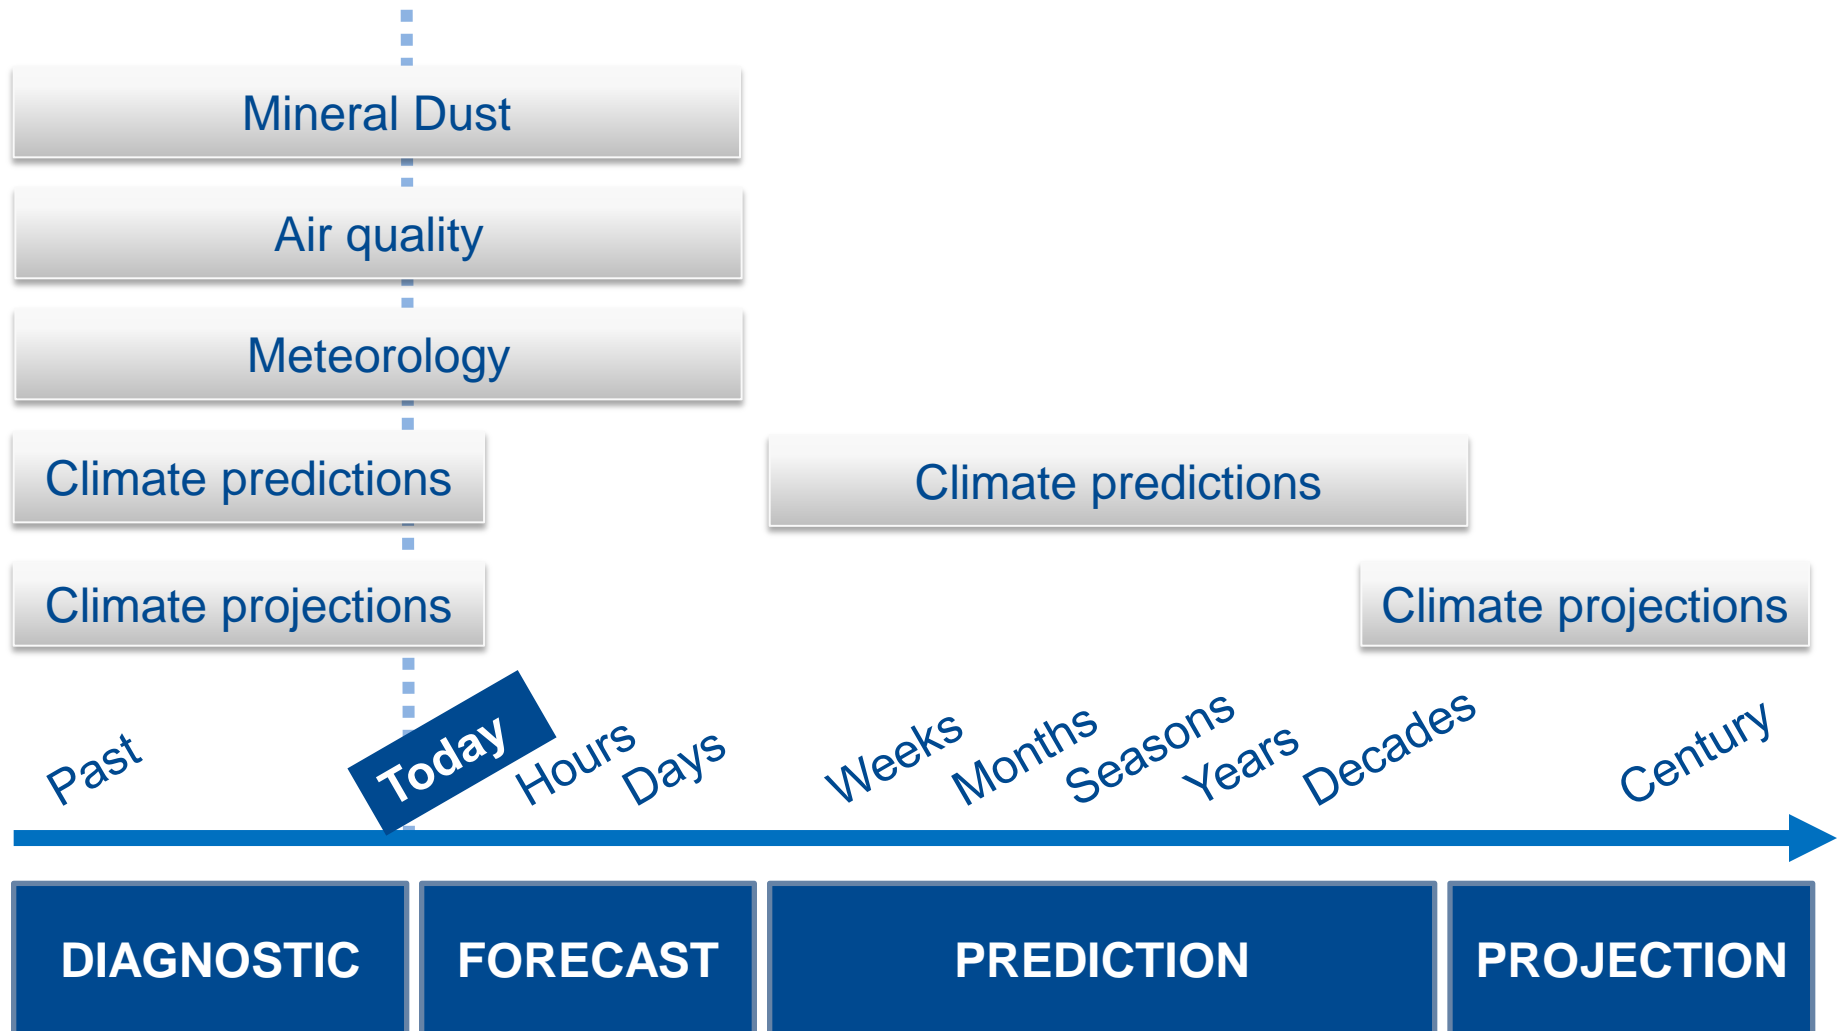 Mineral Dust
Air quality
Meteorology
Climate predictions
Climate predictions
Climate projections
Climate projections
Past
Today
Hours
Days
Weeks
Months
Seasons
Years
Decades
Century
DIAGNOSTIC
FORECAST
PREDICTION
PROJECTION